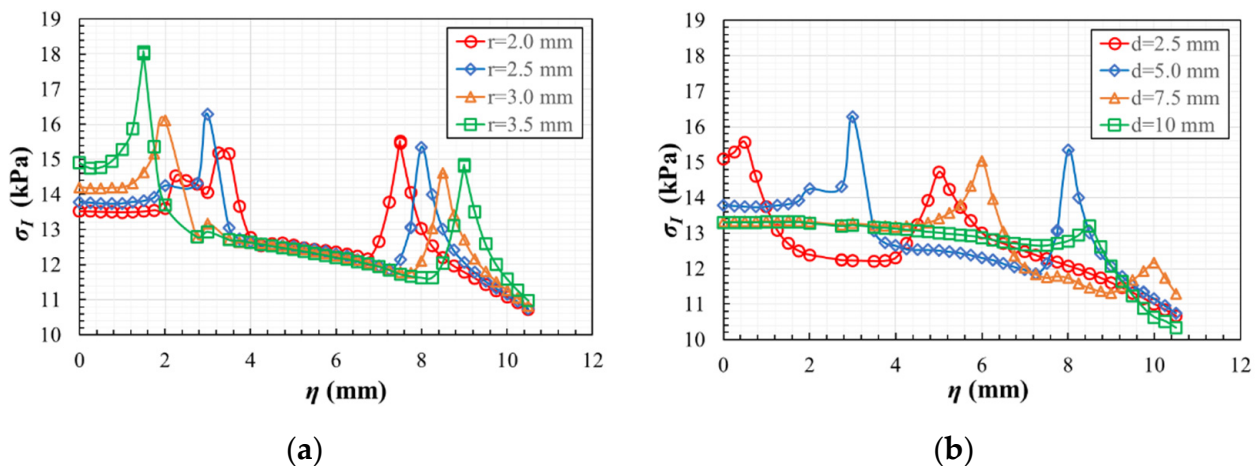 19
18
17
16
15
14
13
12
11
10
σI (kPa)
r=2.0 mm
r=2.5 mm
r=3.0 mm
r=3.5 mm
0 2 4 6 8 10 12
η (mm)
(a)
19
18
17
16
15
14
13
12
11
10
σI (kPa)
d=2.5 mm
d=5.0 mm
d=7.5 mm
d=10 mm
0 2 4 6 8 10 12
η (mm)
(b)